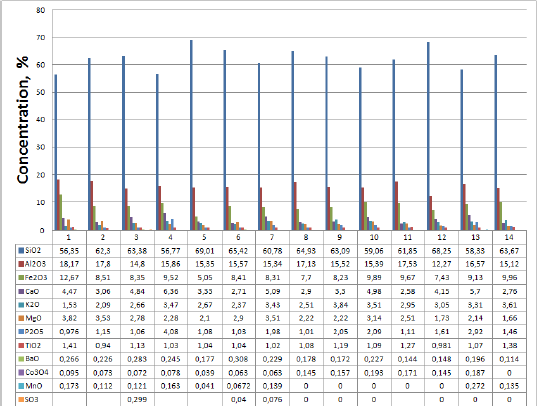 80
70
60
50
40
30
20
10
0
Concentration, %
1 2 3 4 5 6 7 8 9 10 11 12 13 14
SiO2 56,35 62,3 63,38 56,77 69,01 65,42 60,78 64,93 63,09 59,06 61,85 68,25 58,33 63,67
Al2O3 18,17 17,8 14,8 15,86 15,35 15,57 15,34 17,13 15,52 15,39 17,53 12,27 16,57 15,12
Fe2O3 12,67 8,51 8,35 9,52 5,05 8,41 8,31 7,7 8,23 9,89 9,67 7,43 9,13 9,96
CaO 4,47 3,06 4,84 6,36 3,33 2,71 5,09 2,9 3,3 4,98 2,58 4,15 5,7 2,76
K2O 1,53 2,09 2,66 3,47 2,67 2,37 3,43 2,51 3,84 3,51 2,95 3,05 3,31 3,61
MgO 3,82 3,53 2,78 2,28 2,1 2,9 3,51 2,22 2,22 3,14 2,51 1,73 2,14 1,66
P2O5 0,976 1,15 1,06 4,08 1,08 1,03 1,98 1,01 2,05 2,09 1,11 1,61 2,92 1,46
TiO2 1,41 0,94 1,13 1,03 1,04 1,04 1,02 1,08 1,19 1,09 1,27 0,981 1,07 1,38
BaO 0,266 0,226 0,283 0,245 0,177 0,308 0,229 0,178 0,172 0,227 0,144 0,148 0,196 0,114
Co3O4 0,095 0,073 0,072 0,078 0,039 0,063 0,063 0,145 0,157 0,193 0,171 0,145 0,187 0
MnO 0,173 0,112 0,121 0,163 0,041 0,0672 0,139 0 0 0 0 0 0,272 0,135
SO3 0,299 0,04 0,076 0 0 0 0 0 0 0